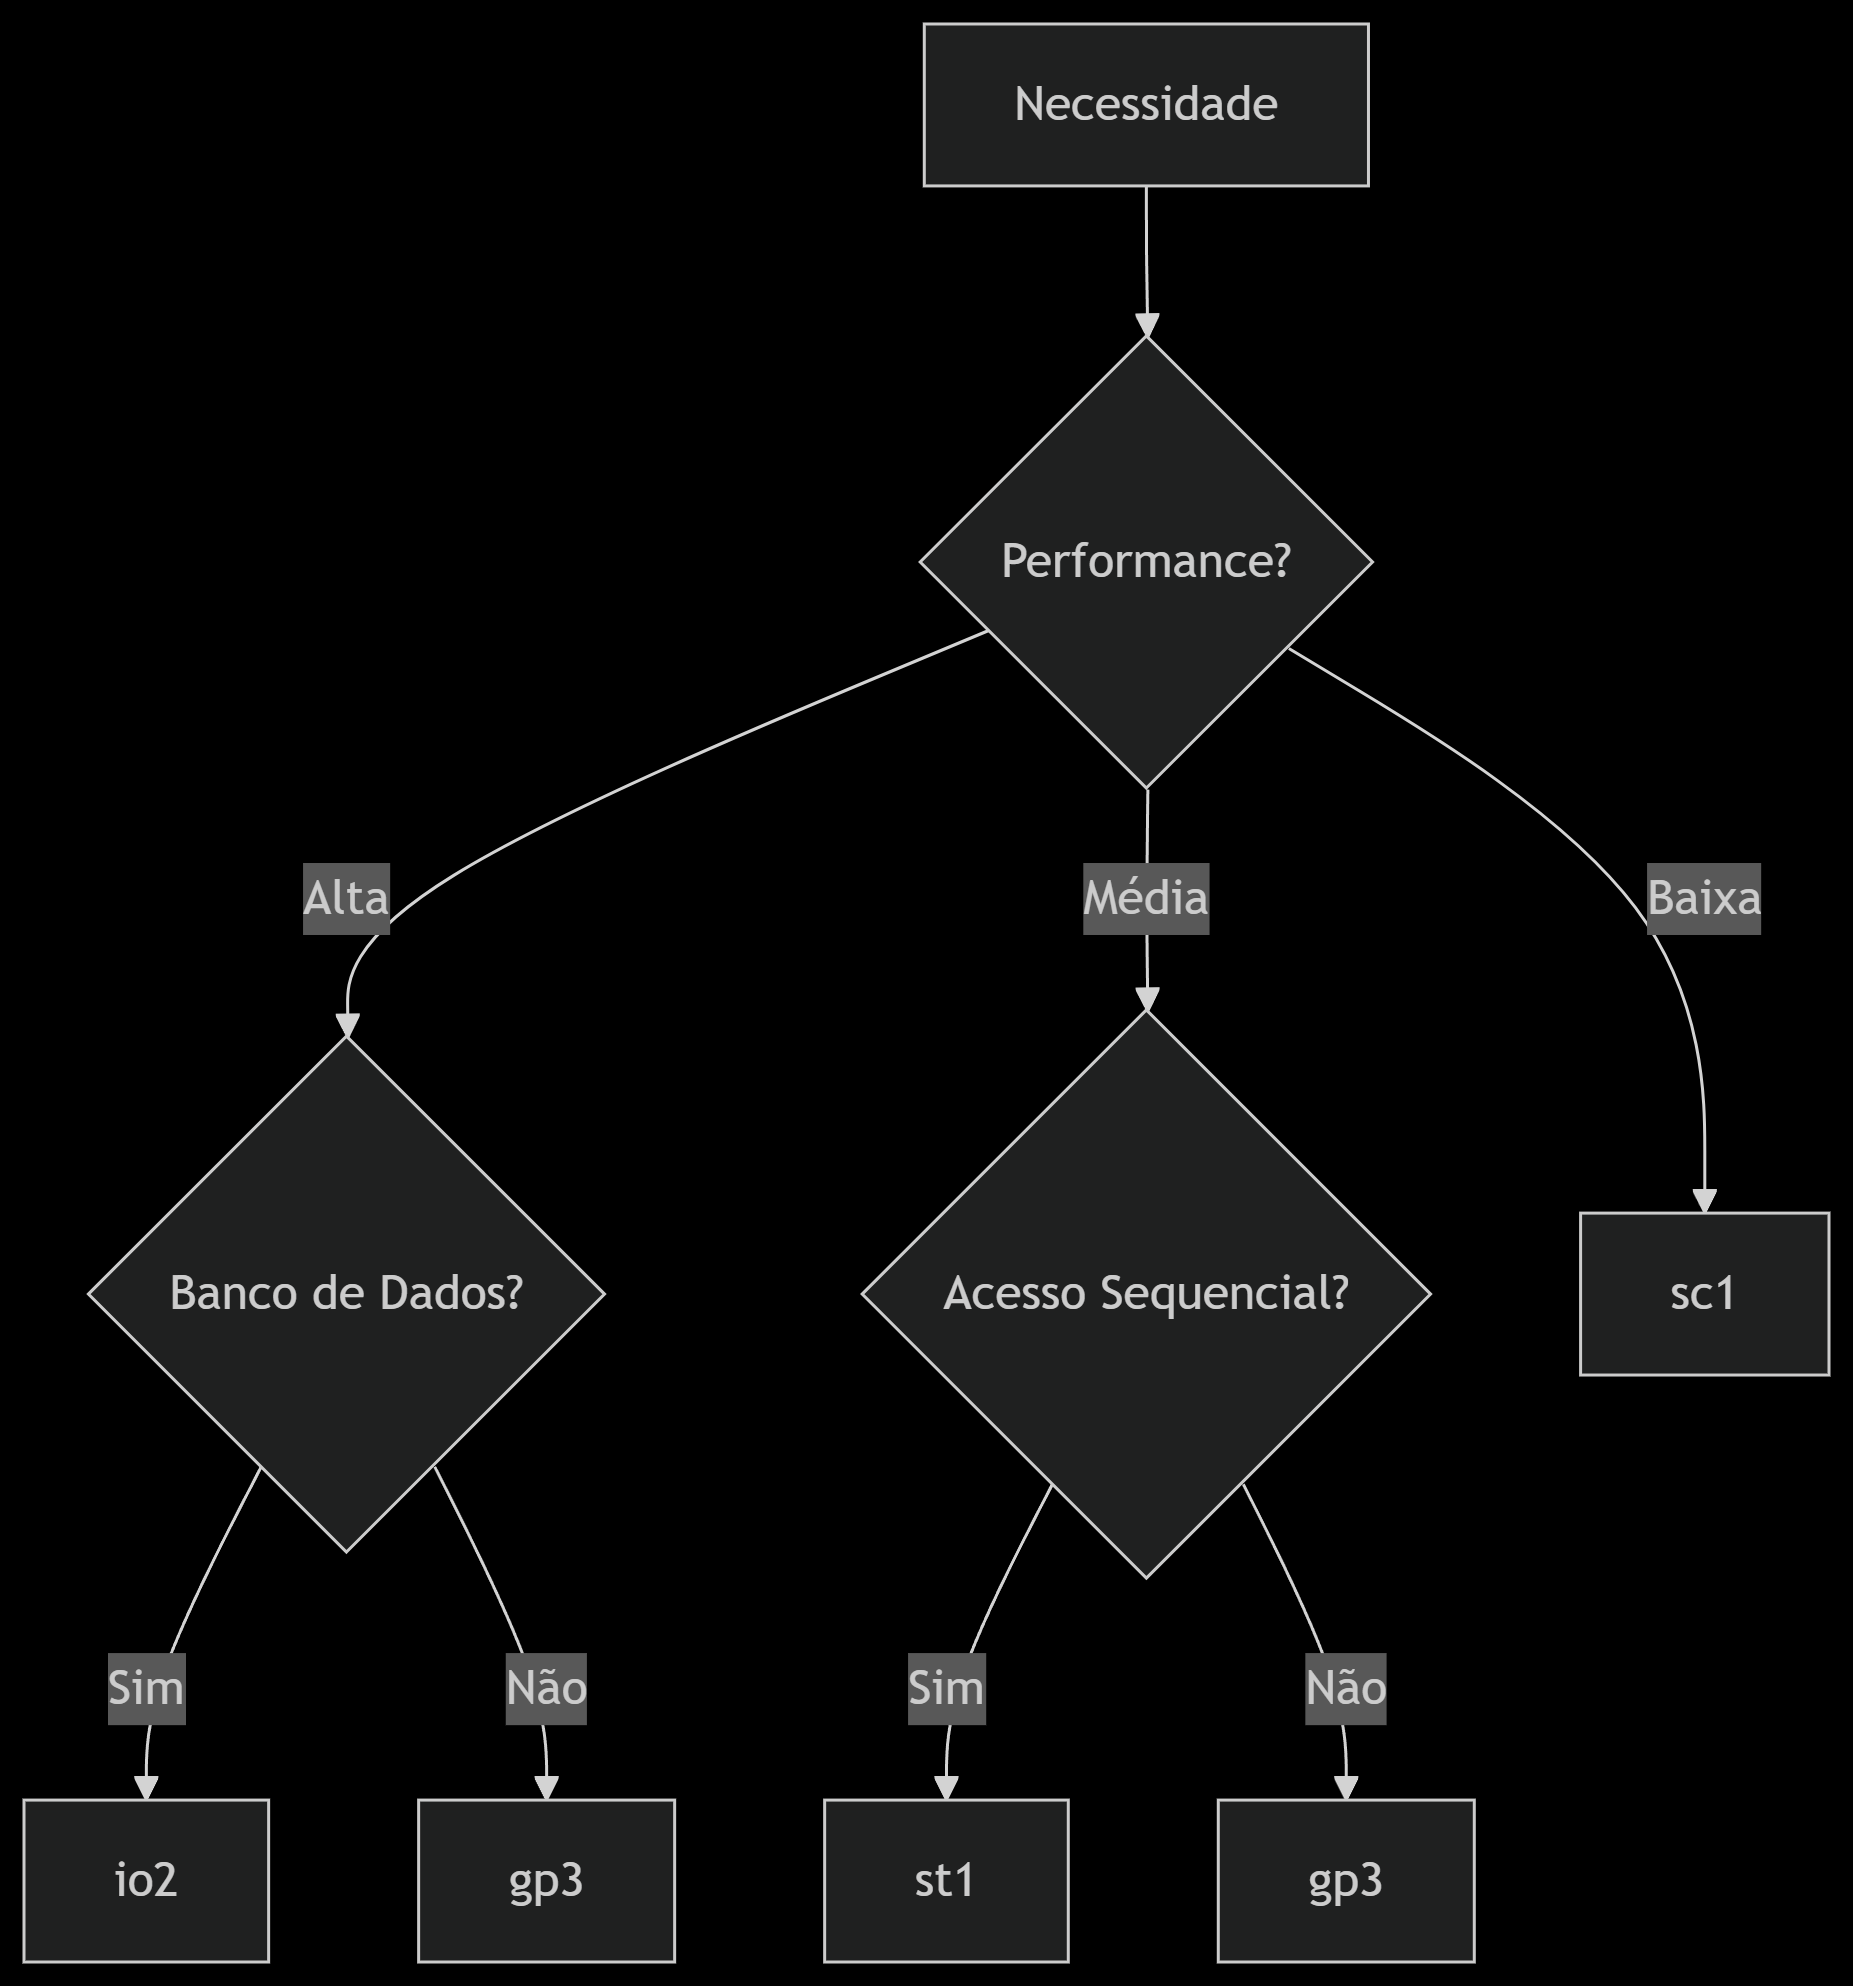 Necessidade
Performance?
Alta
Média
Baixa
Banco de Dados?
Acesso Sequencial?
sc1
Sim
Não
Sim
Não
io2
gp3
st1
gp3